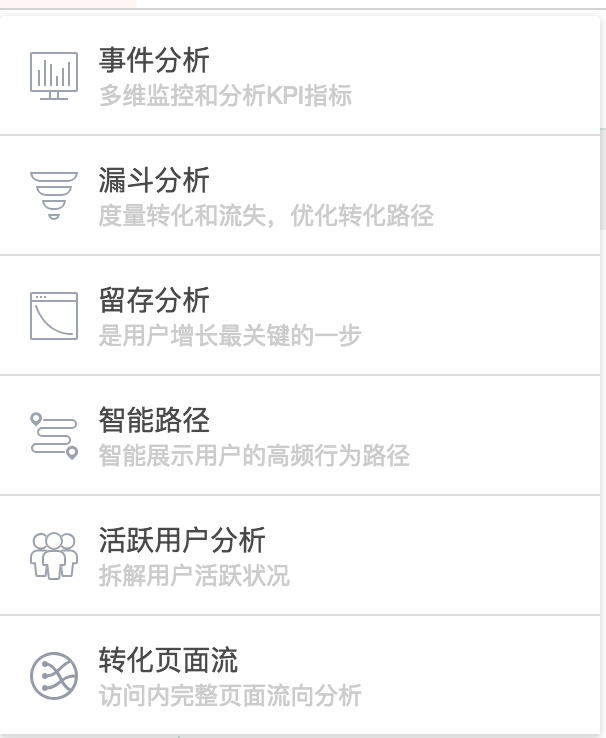 事件分析
多维监控和分析KPI指标
漏斗分析
度量转化和流失，优化转化路径
留存分析
是用户增长最关键的一步
智能路径
智能展示用户的高频行为路径
活跃用户分析
拆解用户活跃状况
转化页面流
访问内完整页面流向分析